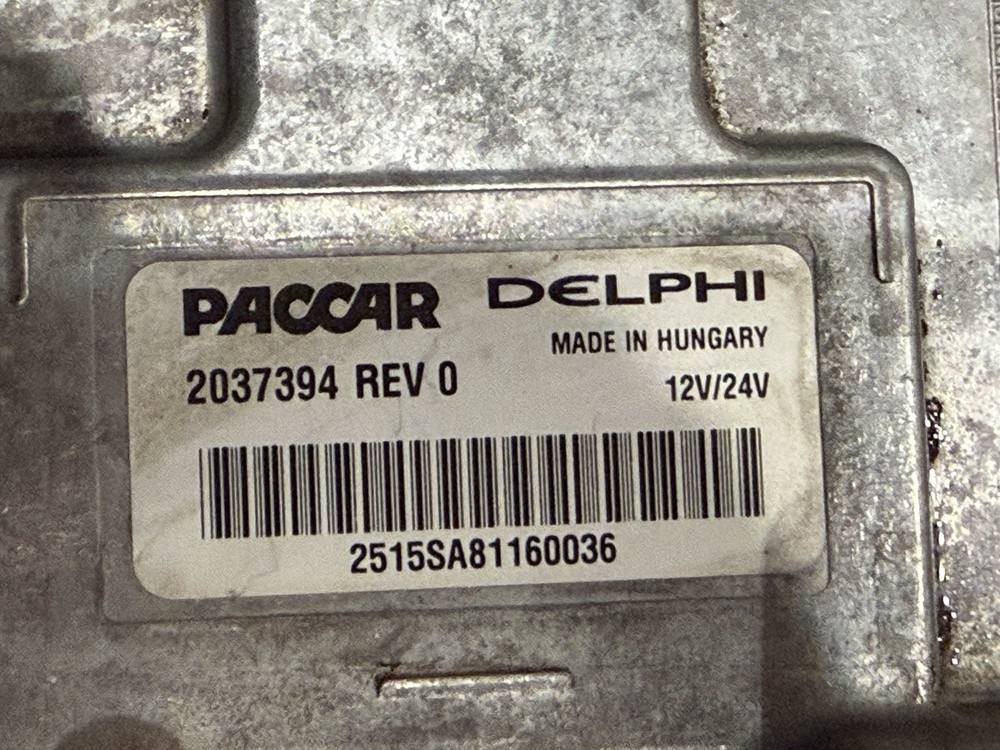 PACCAR DELPHI
MADE IN HUNGARY
2037394 REV 0 12V/24V
2515SA81160036